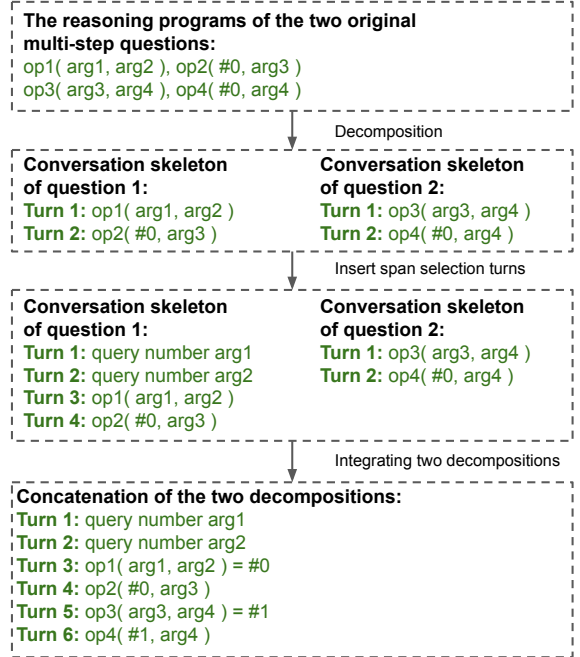 The reasoning programs of the two original
multi-step questions:
op1( arg1, arg2 ), op2( #0, arg3 )
op3( arg3, arg4 ), op4( #0, arg4 )
Decomposition
Conversation skeleton
of question 1:
Turn 1: op1( arg1, arg2 )
Turn 2: op2( #0, arg3 )
Conversation skeleton
of question 2:
Turn 1: op3( arg3, arg4 )
Turn 2: op4( #0, arg4 )
Insert span selection turns
Conversation skeleton
of question 1:
Turn 1: query number arg1
Turn 2: query number arg2
Turn 3: op1( arg1, arg2 )
Turn 4: op2( #0, arg3 )
Conversation skeleton
of question 2:
Turn 1: op3( arg3, arg4 )
Turn 2: op4( #0, arg4 )
Integrating two decompositions
Concatenation of the two decompositions:
Turn 1: query number arg1
Turn 2: query number arg2
Turn 3: op1( arg1, arg2 ) = #0
Turn 4: op2( #0, arg3 )
Turn 5: op3( arg3, arg4 ) = #1
Turn 6: op4( #1, arg4 )